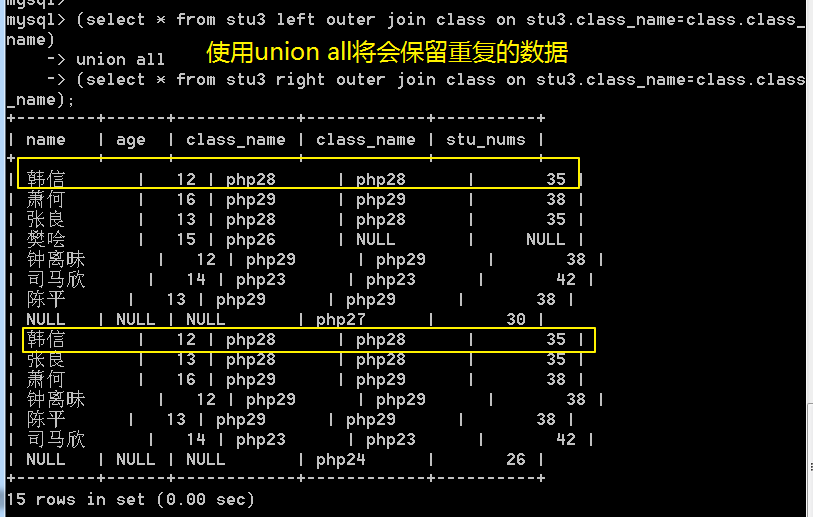 mysql>
mysql> (select * from stu3 left outer join class on stu3.class_name=class.class_
name)
    -> union all
使用union all将会保留重复的数据
    -> (select * from stu3 right outer join class on stu3.class_name=class.class
_name);
+--------+------+------------+------------+----------+
| name   | age  | class_name | class_name | stu_nums |
+--------+------+------------+------------+----------+
| 韩信       |   12 | php28      | php28      |       35 |
| 萧何       |   16 | php29      | php29      |       38 |
| 张良       |   13 | php28      | php28      |       35 |
| 樊哙       |   15 | php26      | NULL       |     NULL |
| 钟离昧       |   12 | php29      | php29      |       38 |
| 司马欣      |   14 | php23      | php23      |       42 |
| 陈平      |   13 | php29      | php29      |       38 |
| NULL   | NULL | NULL       | php27      |       30 |
| 韩信       |   12 | php28      | php28      |       35 |
| 张良       |   13 | php28      | php28      |       35 |
| 萧何       |   16 | php29      | php29      |       38 |
| 钟离昧       |   12 | php29      | php29      |       38 |
| 陈平      |   13 | php29      | php29      |       38 |
| 司马欣      |   14 | php23      | php23      |       42 |
| NULL   | NULL | NULL       | php24      |       26 |
+--------+------+------------+------------+----------+
15 rows in set (0.00 sec)